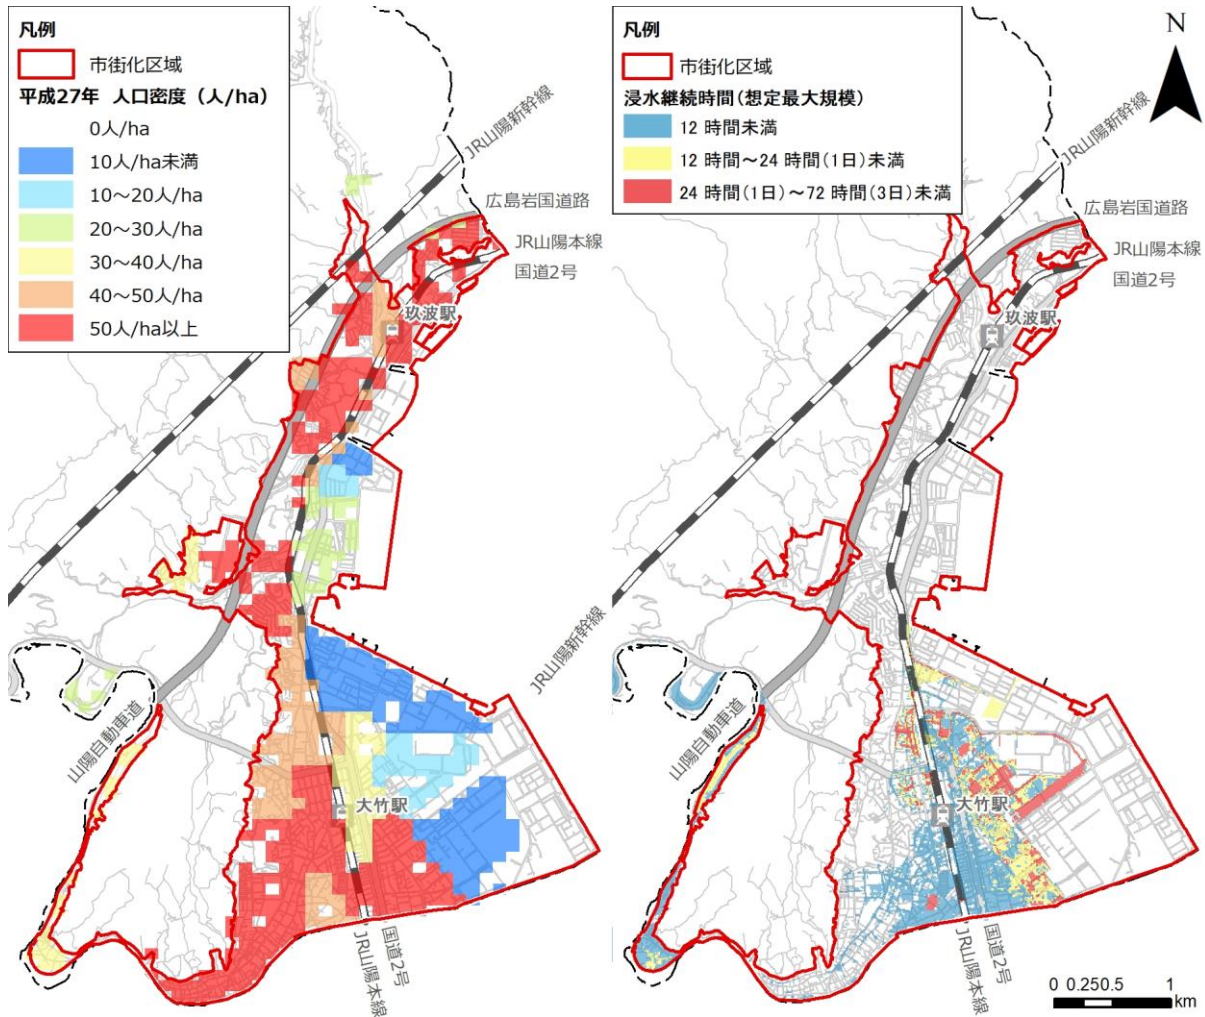 凡例
市街化区域
平成27年 人口密度（人/ha）
0人/ha
10人/ha未満
10～20人/ha
20～30人/ha
30～40人/ha
40～50人/ha
50人/ha以上
JR山陽新幹線
広島岩国道路
JR山陽本線
国道2号
玖波駅
JR山陽新幹線
山陽自動車道
大竹駅
国道2号
JR山陽本線
凡例
市街化区域
浸水継続時間(想定最大規模)
12 時間未満
12 時間～24 時間(1日)未満
24 時間(1日)～72 時間(3日)未満
N
JR山陽新幹線
広島岩国道路
JR山陽本線
国道2号
玖波駅
山陽自動車道
大竹駅
国道2号
JR山陽本線
0 0.250.5 1
km